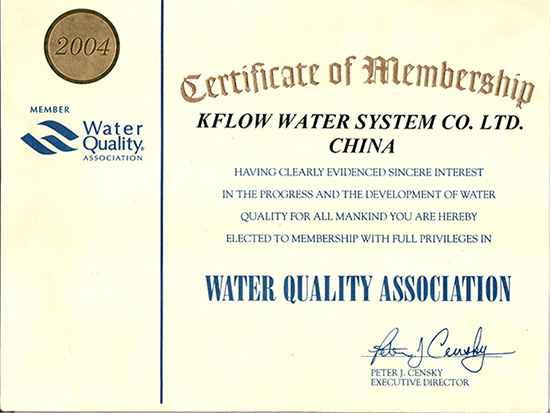 2004
MEMBER
Water
Quality®
ASSOCIATION
Certificate of Membership
KFLOW WATER SYSTEM CO. LTD.
CHINA
HAVING CLEARLY EVIDENCED SINCERE INTEREST
IN THE PROGRESS AND THE DEVELOPMENT OF WATER
QUALITY FOR ALL MANKIND YOU ARE HEREBY
ELECTED TO MEMBERSHIP WITH FULL PRIVILEGES IN
WATER QUALITY ASSOCIATION
Peter J Censky
PETER J. CENSKY
EXECUTIVE DIRECTOR